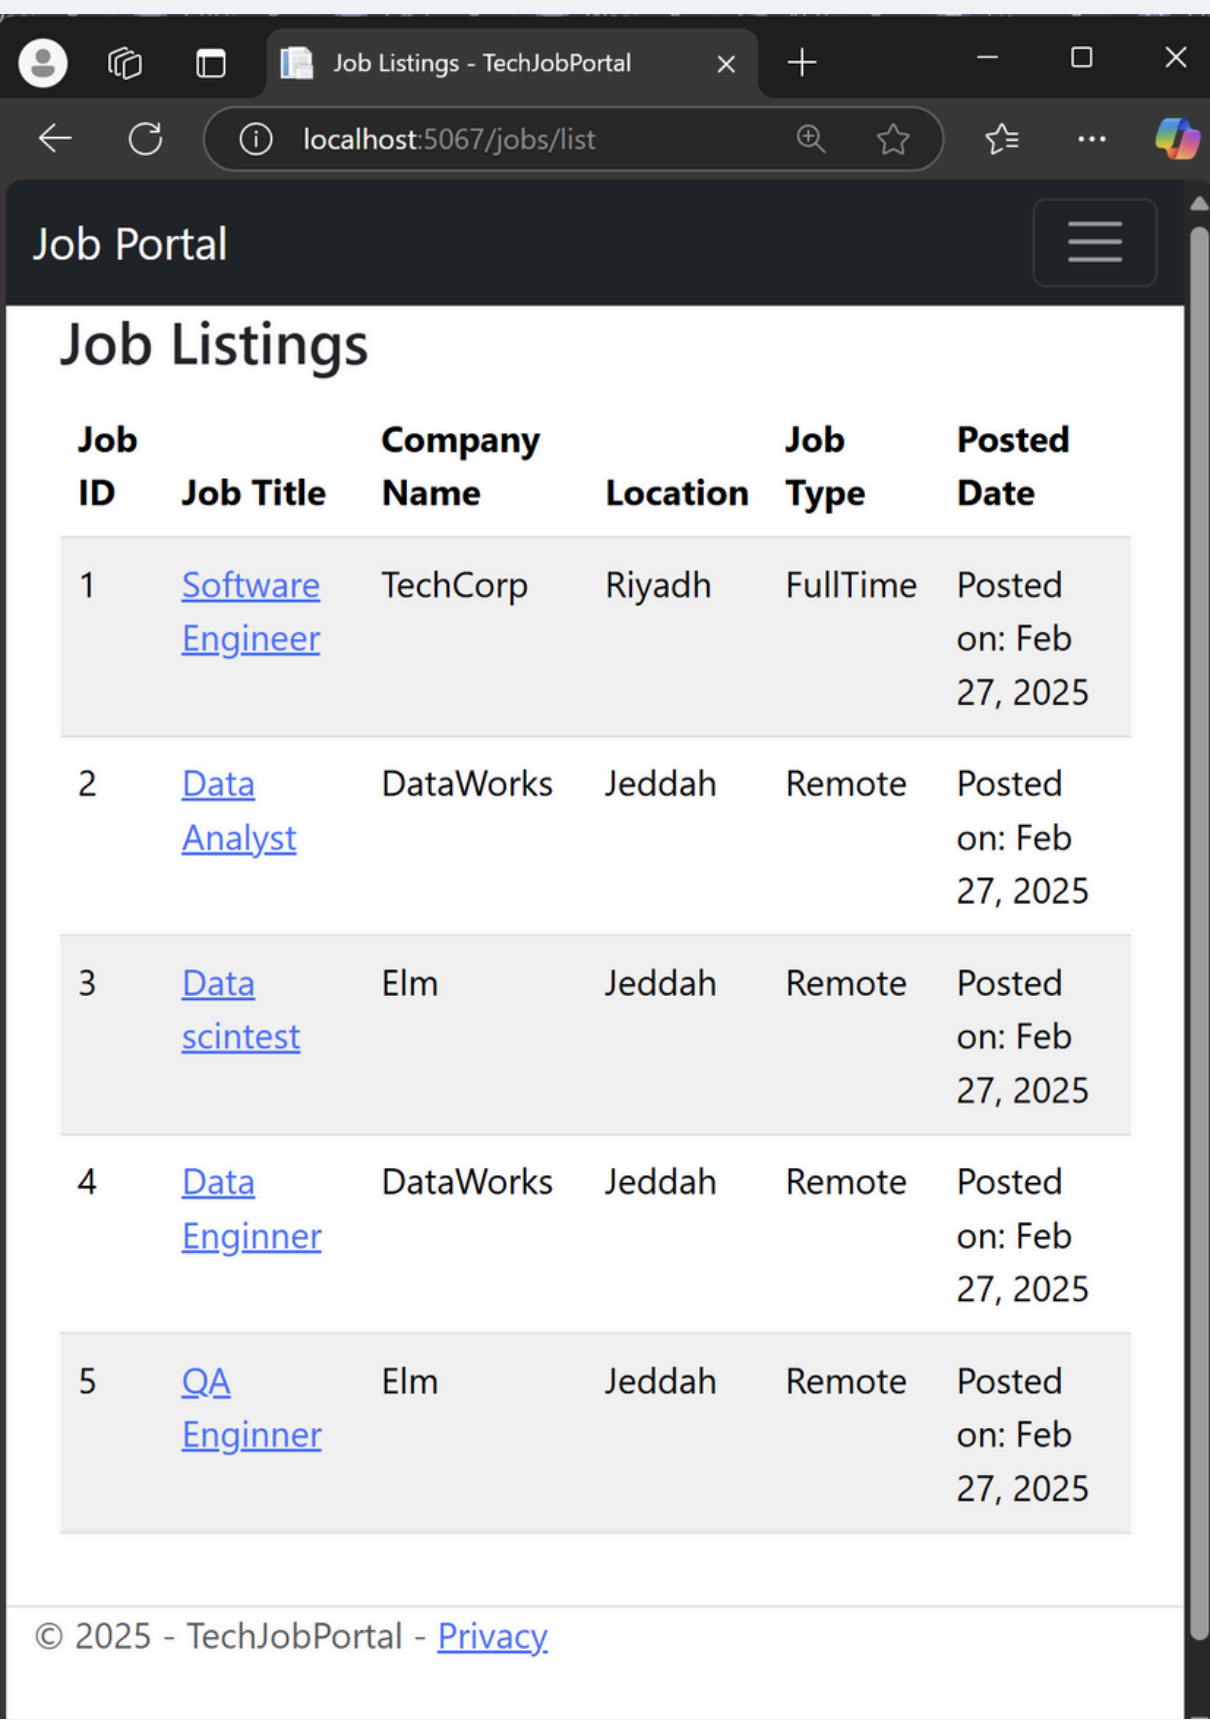 Job Listings - TechJobPortal
localhost:5067/jobs/list
Job Portal
Job Listings
Job ID Job Title Company Name Location Job Type Posted Date
1 Software Engineer TechCorp Riyadh FullTime Posted on: Feb 27, 2025
2 Data Analyst DataWorks Jeddah Remote Posted on: Feb 27, 2025
3 Data scintest Elm Jeddah Remote Posted on: Feb 27, 2025
4 Data Enginner DataWorks Jeddah Remote Posted on: Feb 27, 2025
5 QA Enginner Elm Jeddah Remote Posted on: Feb 27, 2025
© 2025 - TechJobPortal - Privacy